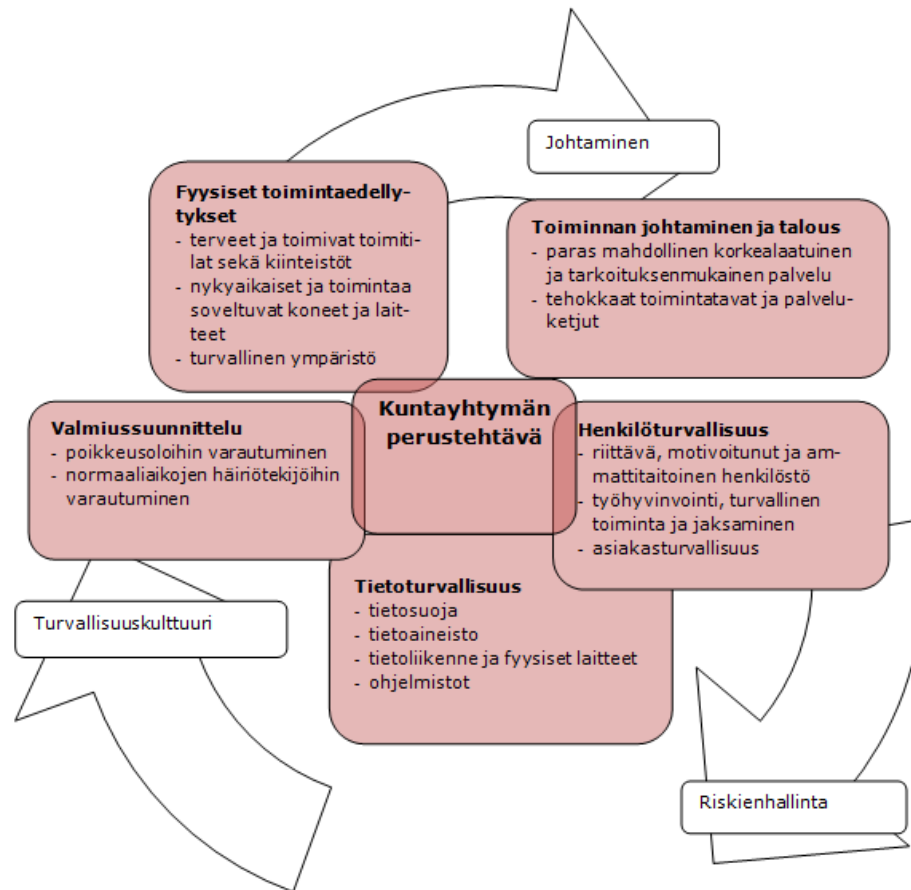 Johtaminen
Fyysiset toimintaedelly-
tykset
- terveet ja toimivat toimiti-
lat sekä kiinteistöt
- nykyaikaiset ja toimintaa
soveltuvat koneet ja lait-
teet
- turvallinen ympäristö
Toiminnan johtaminen ja talous
- paras mahdollinen korkealaatuinen
ja tarkoituksenmukainen palvelu
- tehokkaat toimintatavat ja palvelu-
ketjut
Kuntayhtymän
perustehtävä
Valmiussuunnittelu
- poikkeusoloihin varautuminen
- normaaliaikojen häiriötekijöihin
varautuminen
Henkilöturvallisuus
- riittävä, motivoitunut ja am-
mattitaitoinen henkilöstö
- työhyvinvointi, turvallinen
toiminta ja jaksaminen
- asiakasturvallisuus
Tietoturvallisuus
- tietosuoja
- tietoaineisto
- tietoliikenne ja fyysiset laitteet
- ohjelmistot
Turvallisuuskulttuuri
Riskienhallinta